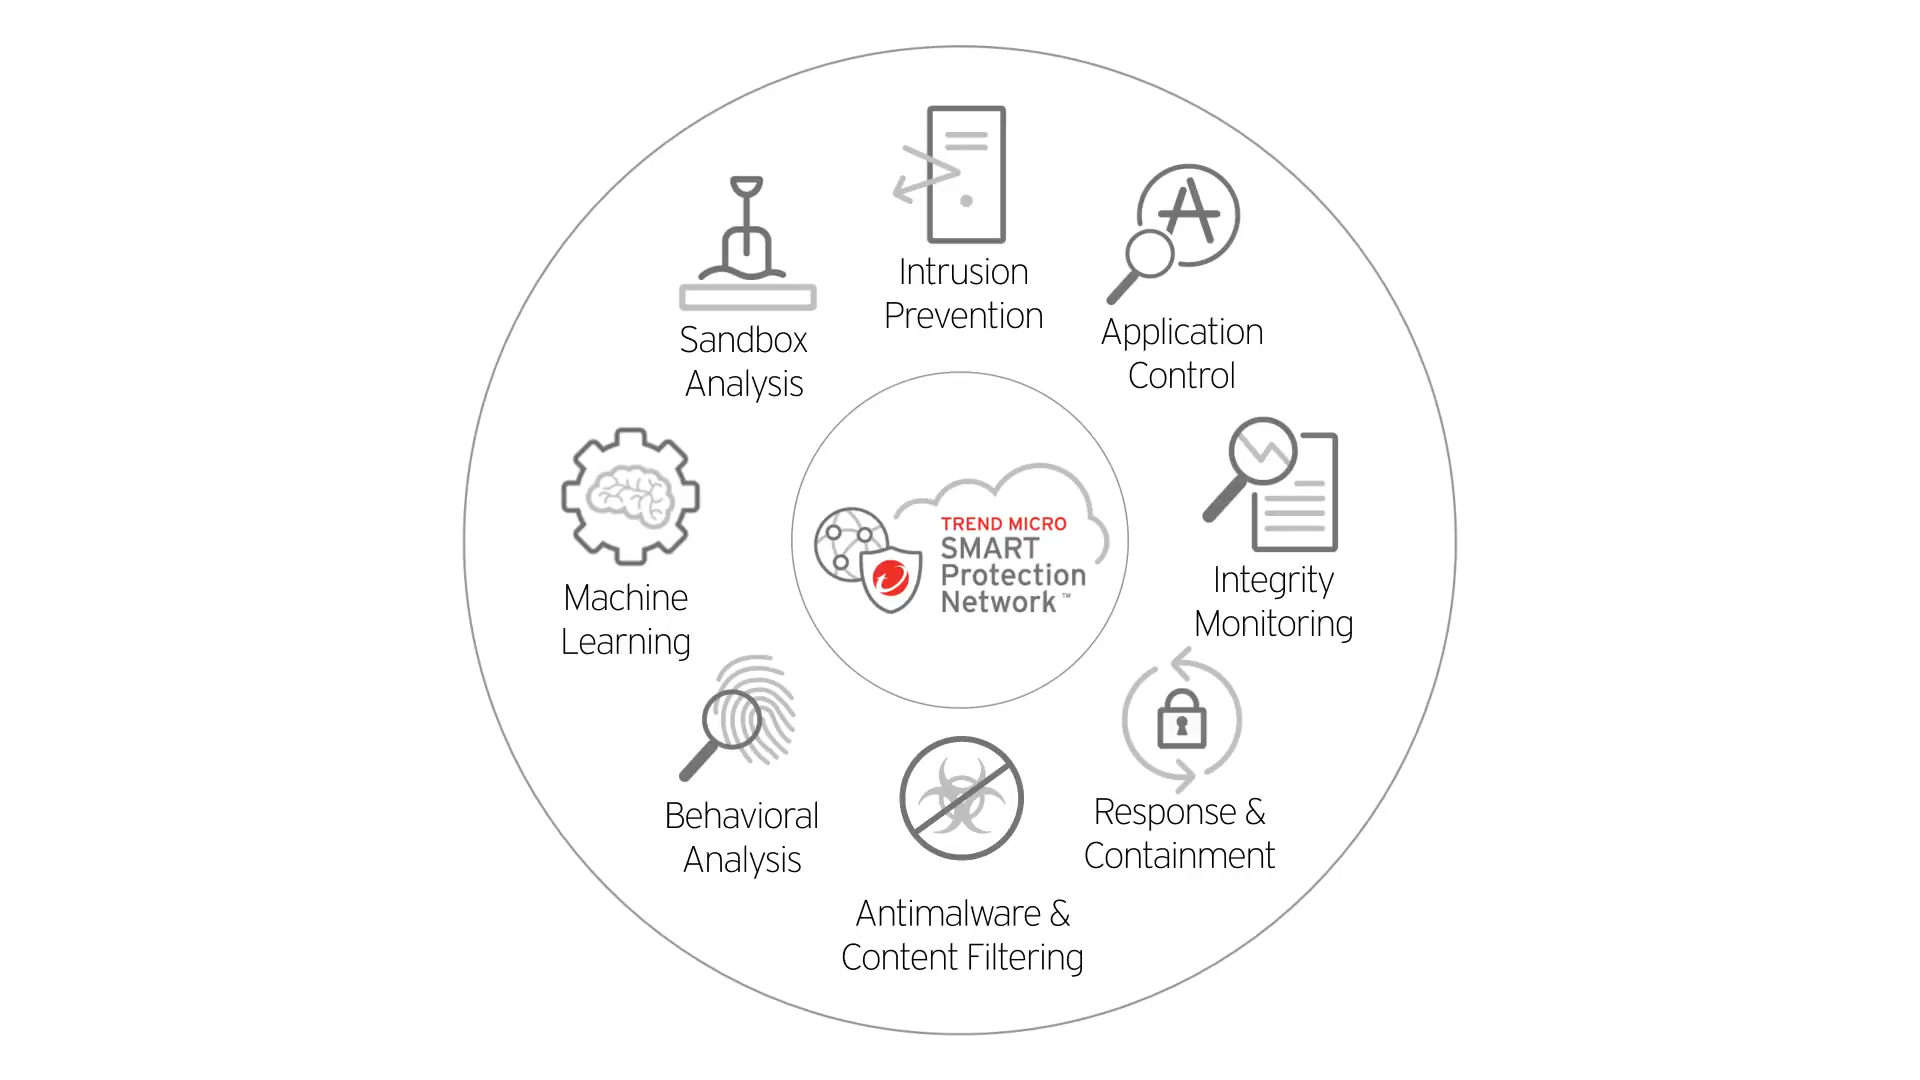 Intrusion
Prevention
Application
Control
Integrity
Monitoring
Response &
Containment
Antimalware &
Content Filtering
Behavioral
Analysis
Machine
Learning
Sandbox
Analysis
TREND MICRO
SMART
Protection
Network™